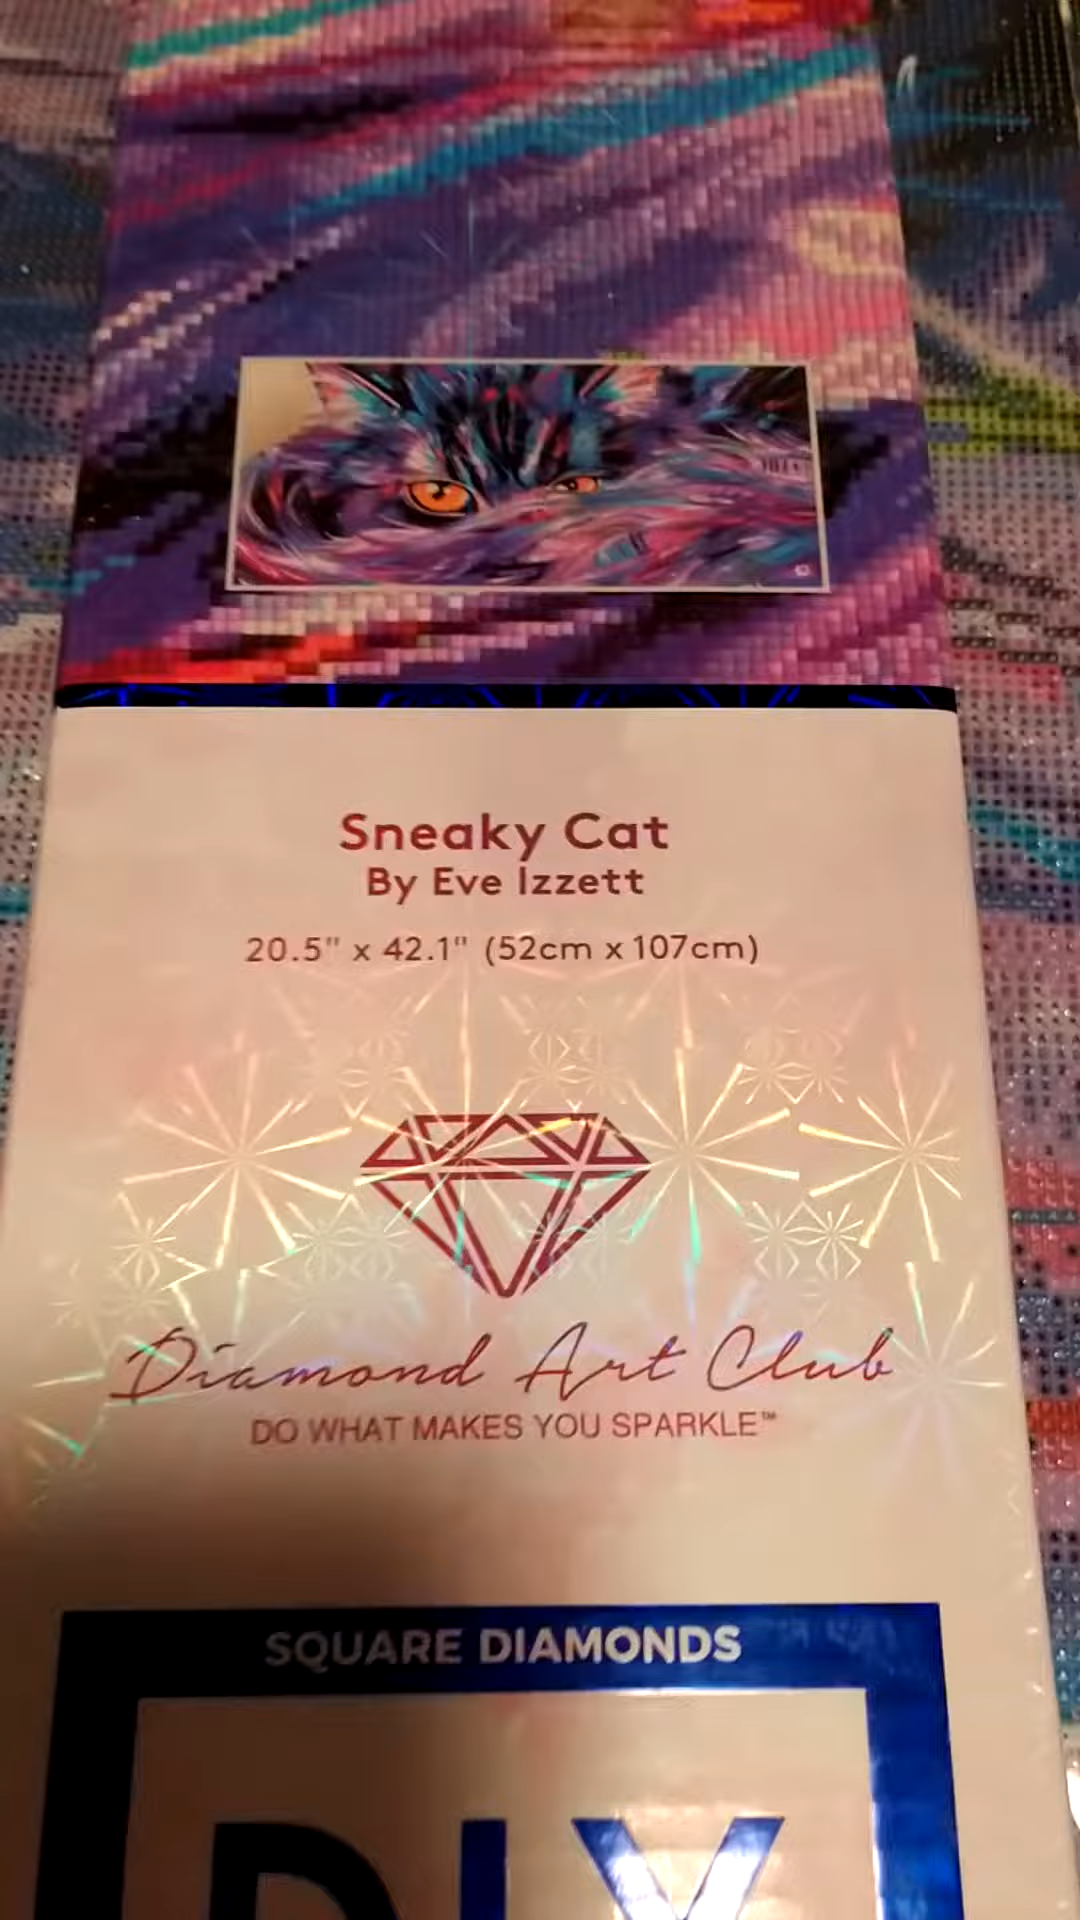 Sneaky Cat
By Eve Izzett
20.5" x 42.1" (52cm x 107cm)
Diamond Art Club
DO WHAT MAKES YOU SPARKLE™
SQUARE DIAMONDS
DIY